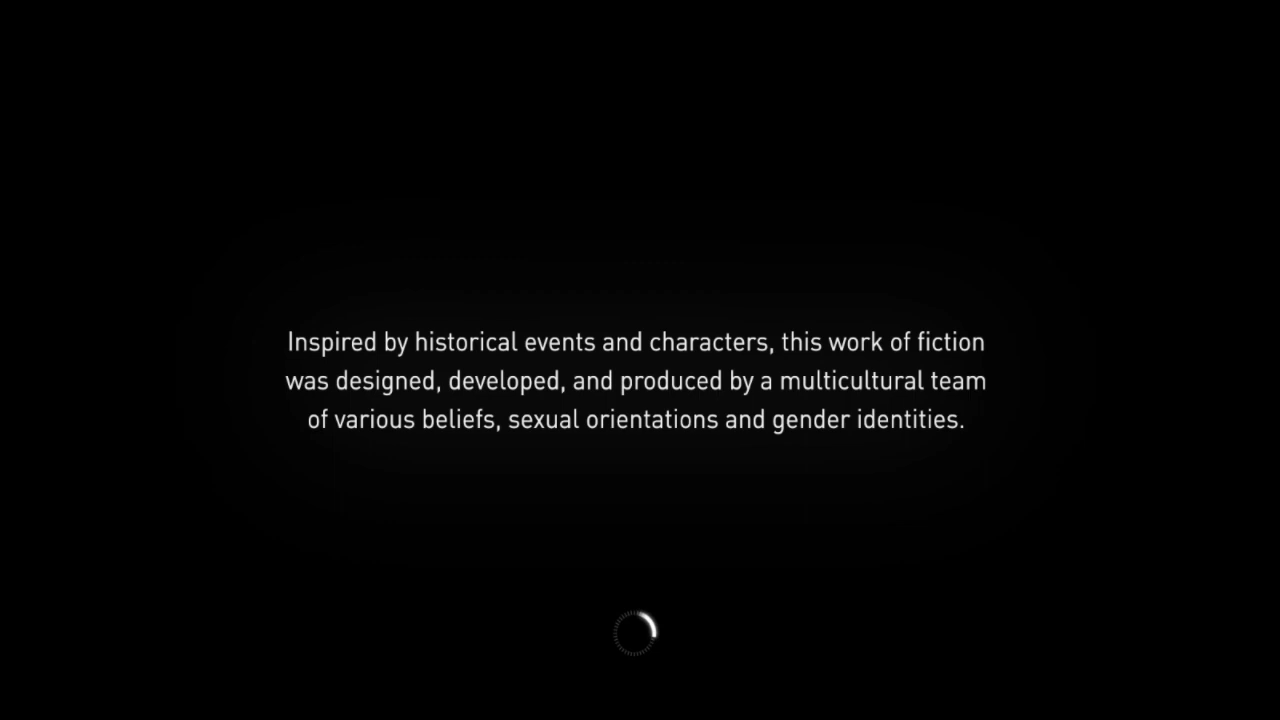 Inspired by historical events and characters, this work of fiction
was designed, developed, and produced by a multicultural team
of various beliefs, sexual orientations and gender identities.